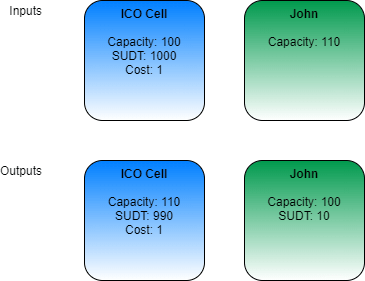 Inputs
ICO Cell
Capacity: 100
SUDT: 1000
Cost: 1
John
Capacity: 110
Outputs
ICO Cell
Capacity: 110
SUDT: 990
Cost: 1
John
Capacity: 100
SUDT: 10